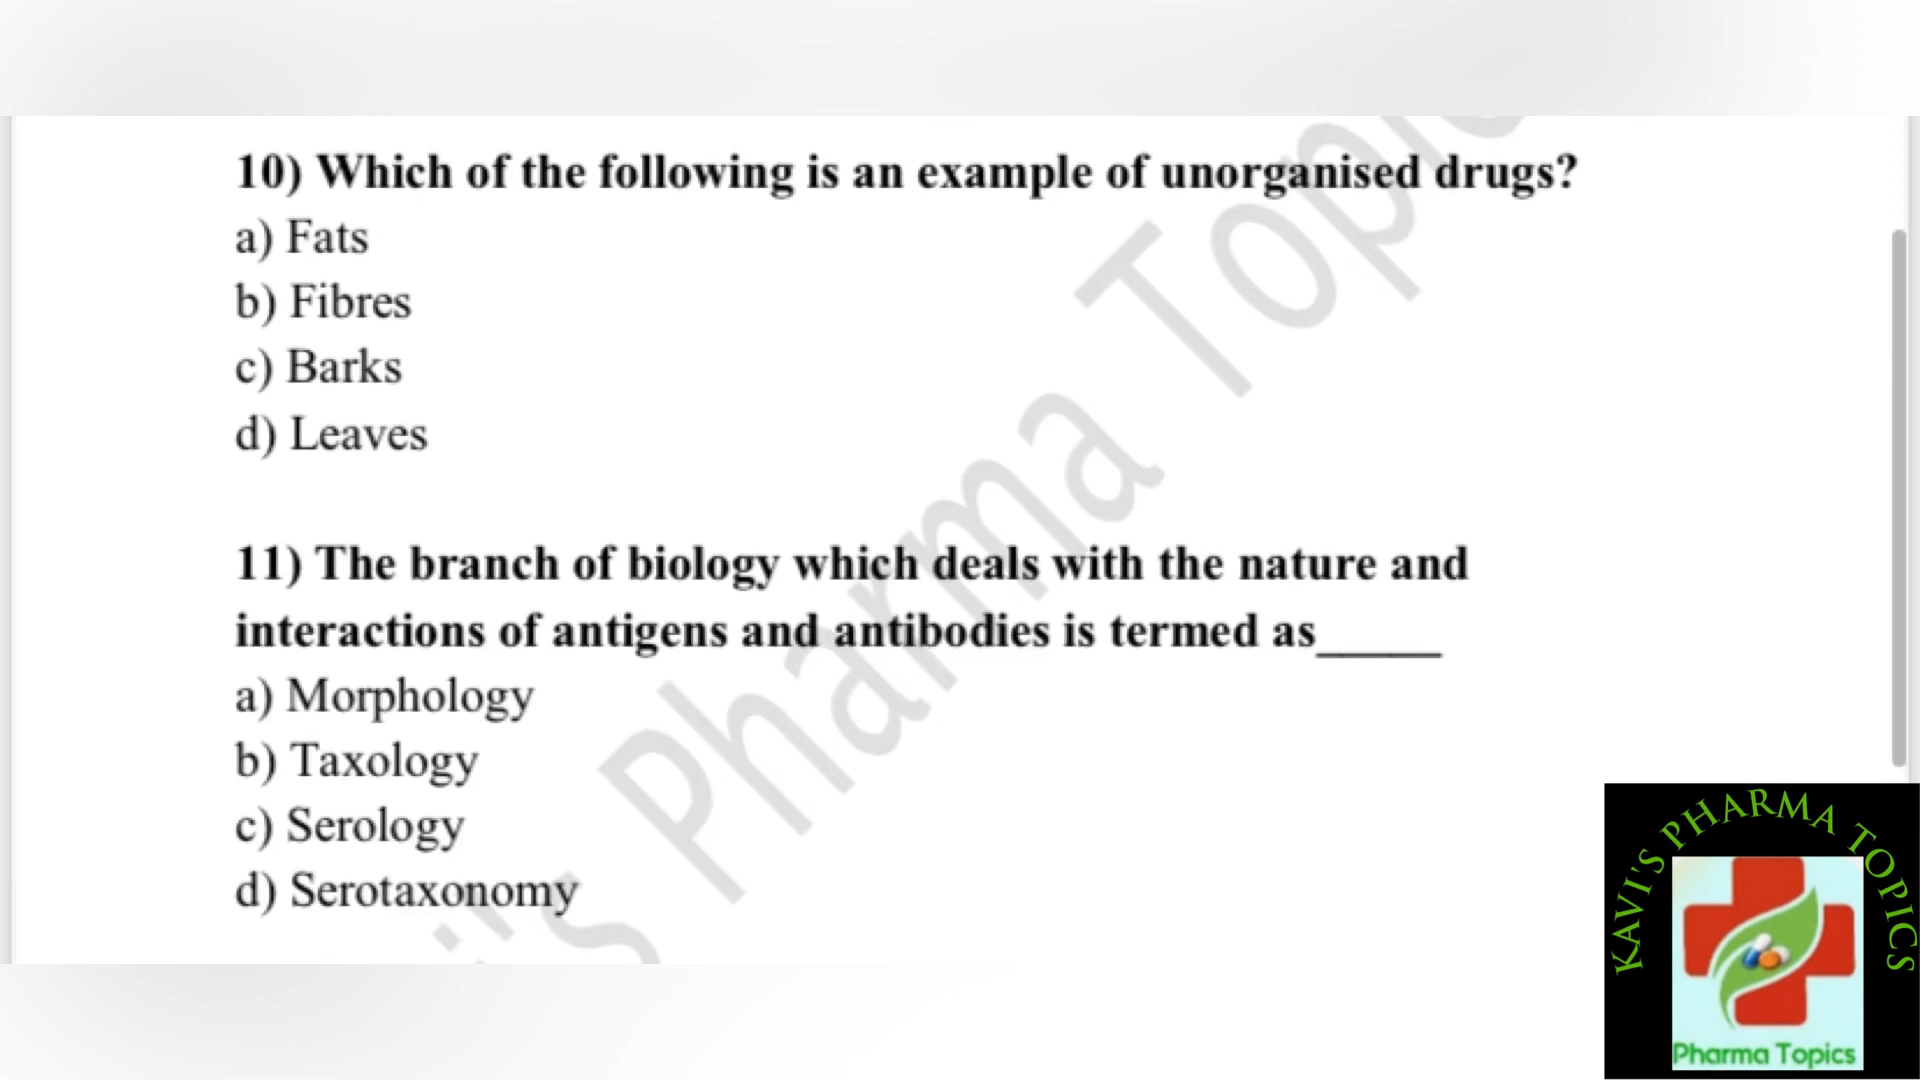 10) Which of the following is an example of unorganised drugs?
a) Fats
b) Fibres
c) Barks
d) Leaves
11) The branch of biology which deals with the nature and
interactions of antigens and antibodies is termed as_____
a) Morphology
b) Taxology
c) Serology
d) Serotaxonomy
i's Pharma Topic
KAVI'S PHARMA TOPICS
Pharma Topics